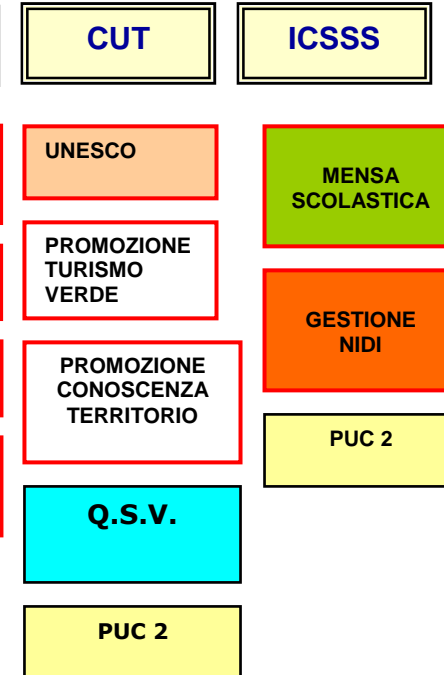 CUT
ICSSS
UNESCO
PROMOZIONE
TURISMO
VERDE
PROMOZIONE
CONOSCENZA
TERRITORIO
Q.S.V.
PUC 2
MENSA
SCOLASTICA
GESTIONE
NIDI
PUC 2